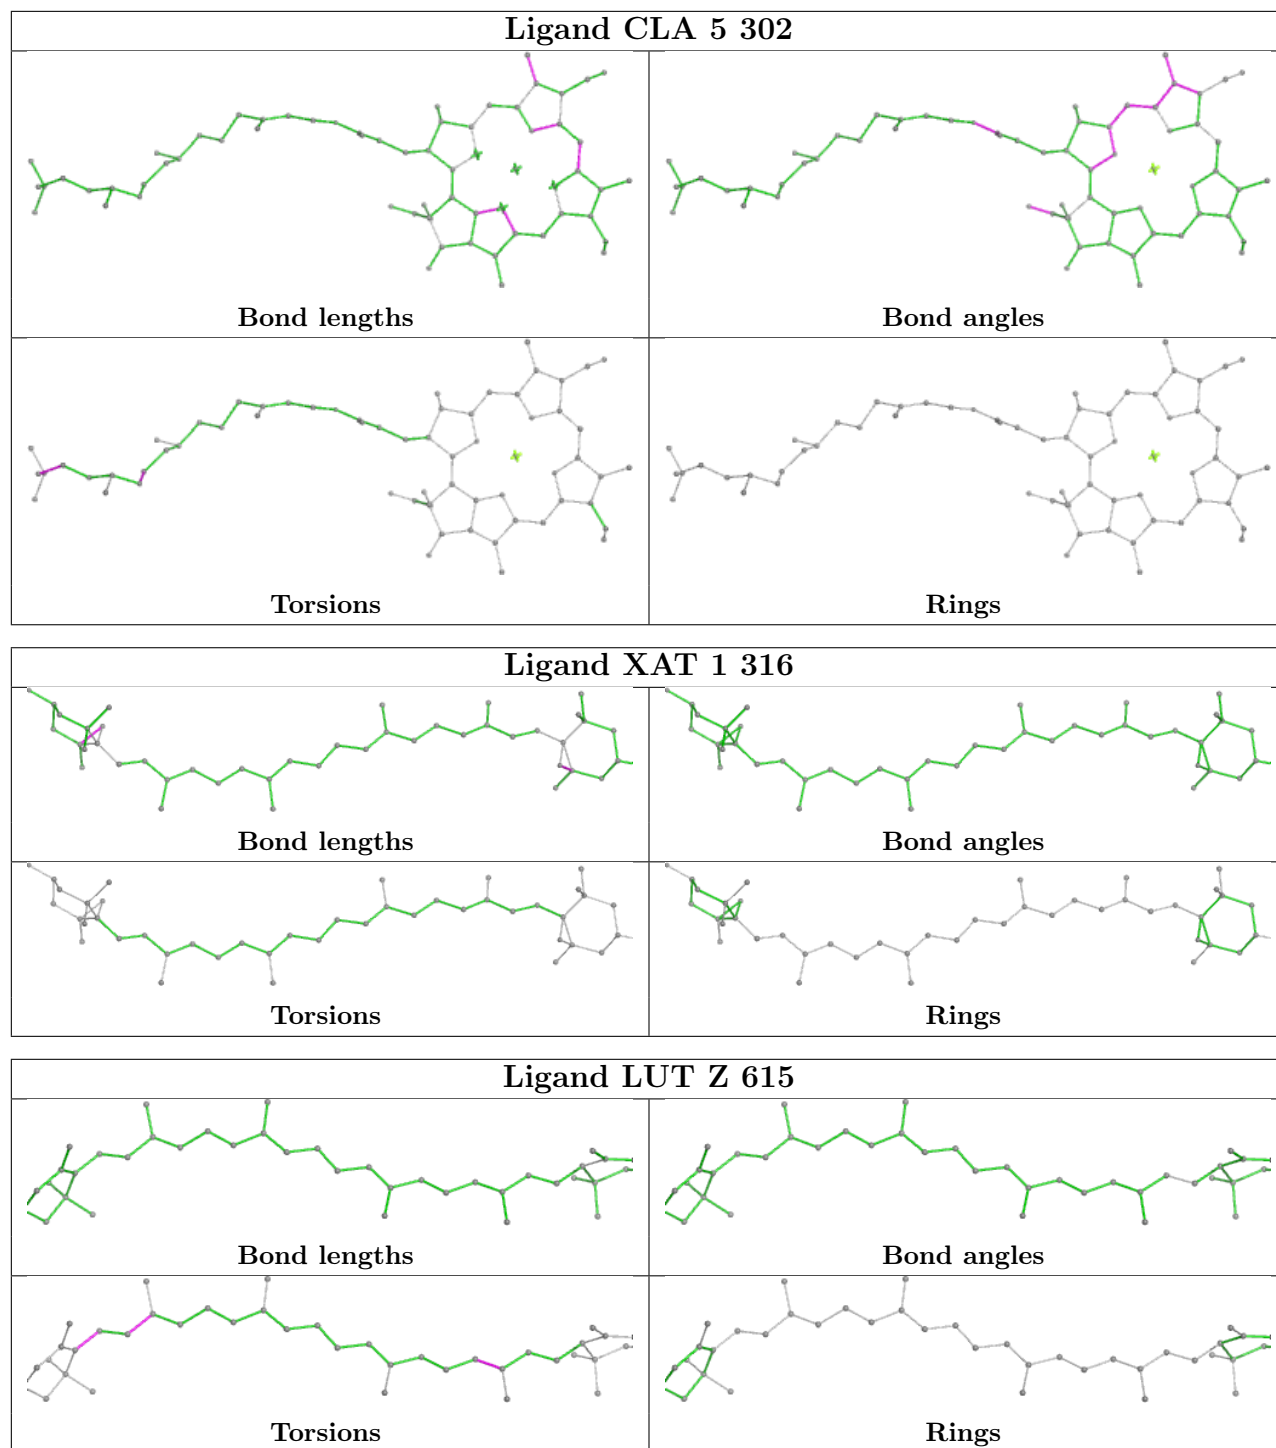 Ligand CLA 5 302
Bond lengths
Bond angles
Torsions
Rings
Ligand XAT 1 316
Bond lengths
Bond angles
Torsions
Rings
Ligand LUT Z 615
Bond lengths
Bond angles
Torsions
Rings